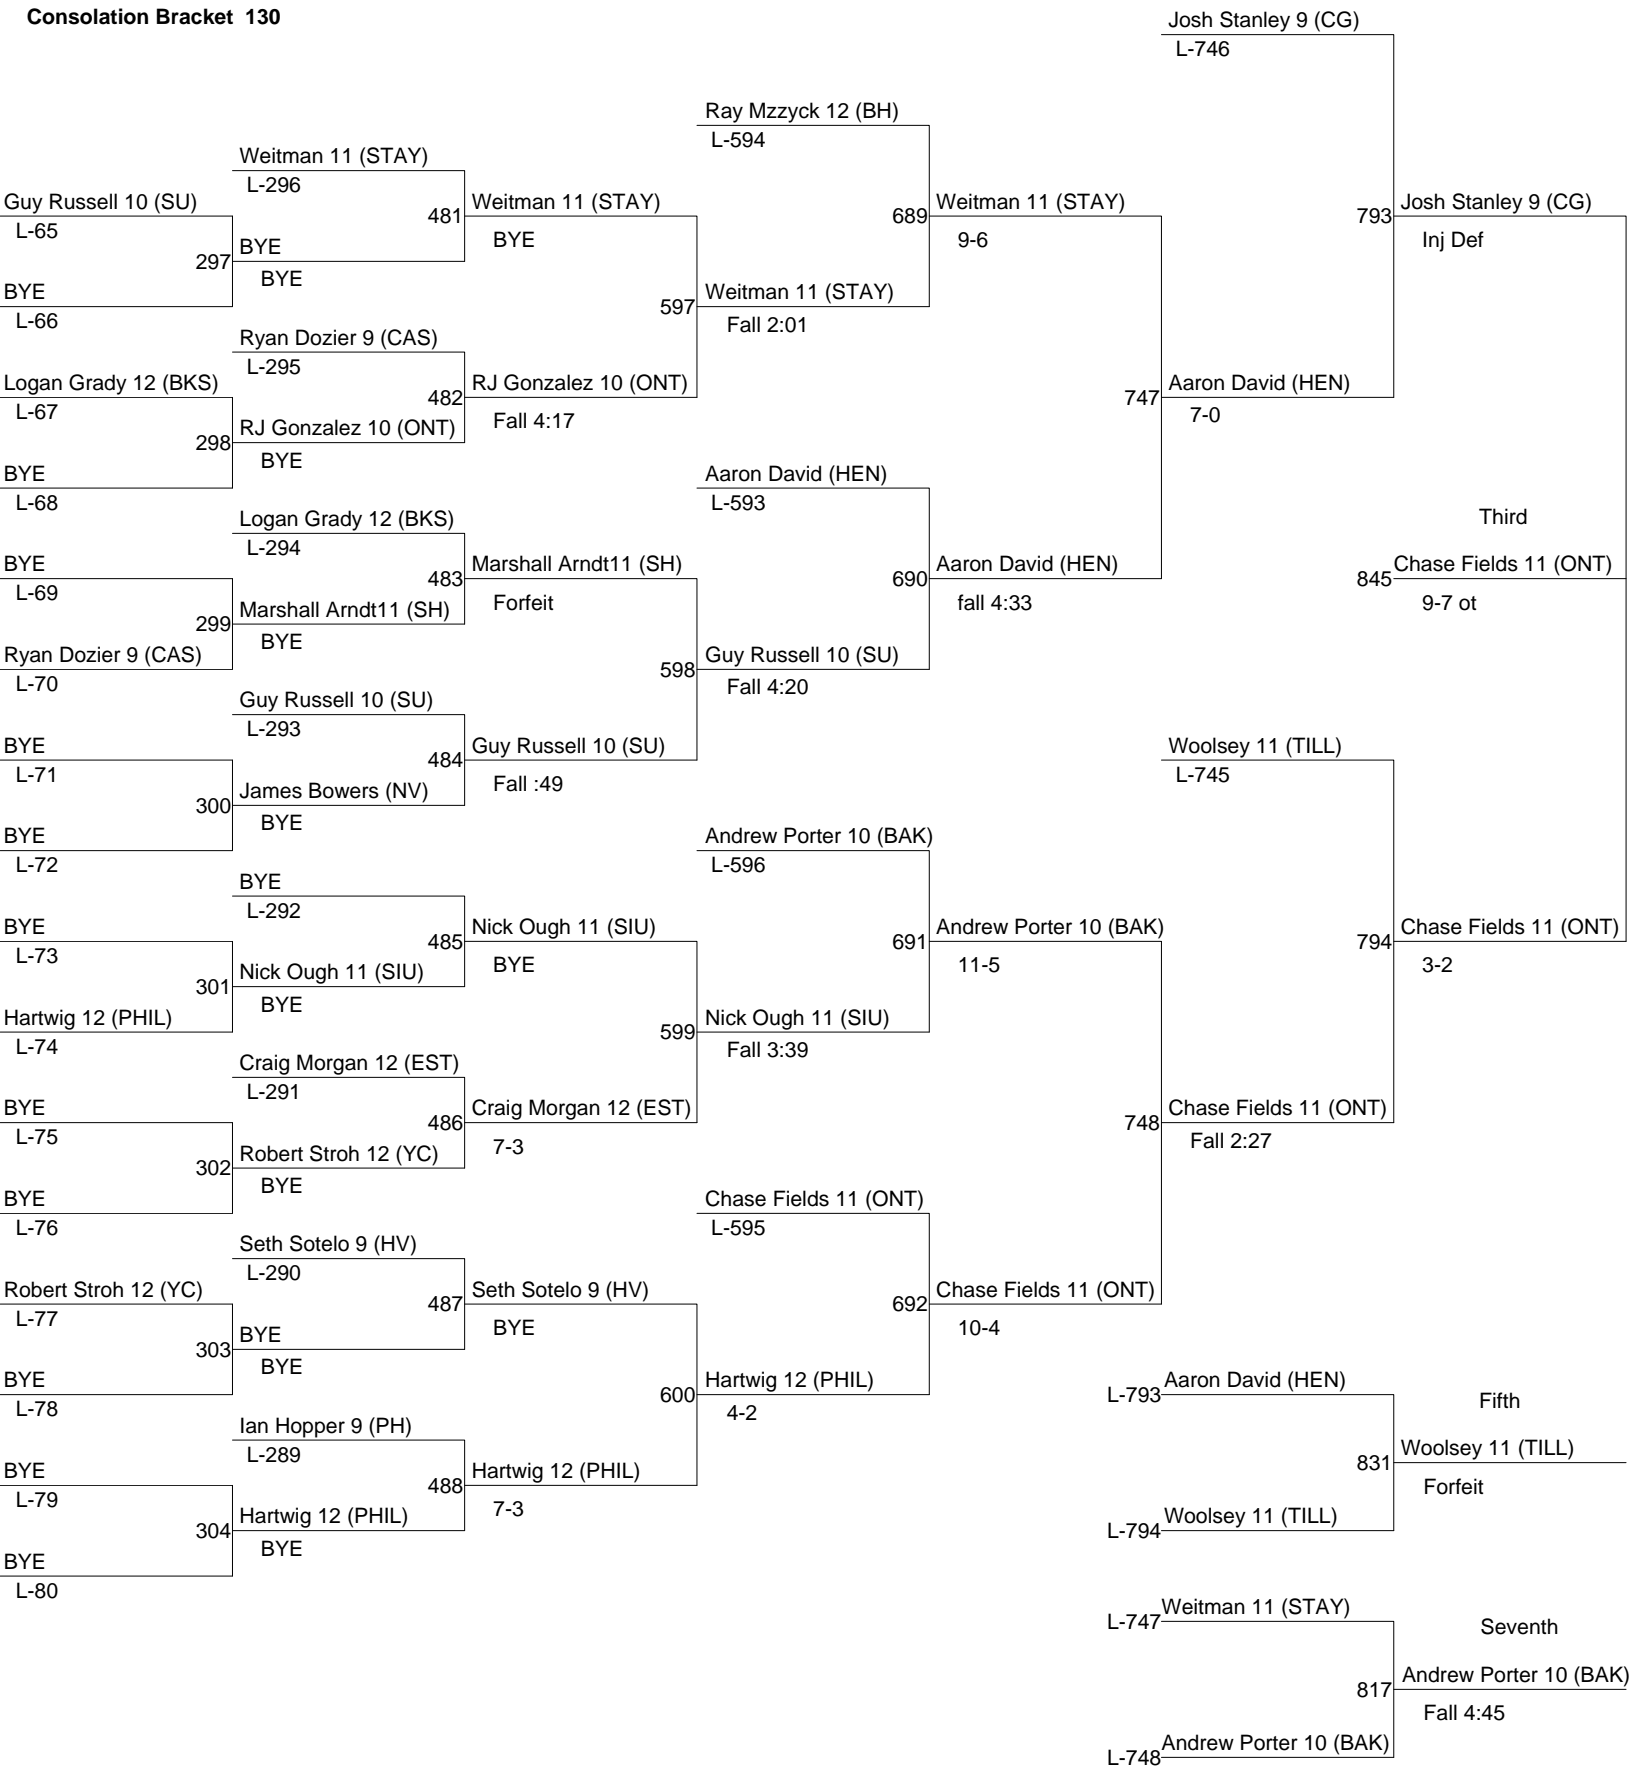 Consolation Bracket 130
Josh Stanley 9 (CG)
L-746
Ray Mzzyck 12 (BH)
L-594
Weitman 11 (STAY)
L-296
Guy Russell 10 (SU)
L-65
481
Weitman 11 (STAY)
BYE
689
Weitman 11 (STAY)
9-6
793
Josh Stanley 9 (CG)
Inj Def
297
BYE
BYE
BYE
L-66
597
Weitman 11 (STAY)
Fall 2:01
Ryan Dozier 9 (CAS)
L-295
Logan Grady 12 (BKS)
L-67
482
RJ Gonzalez 10 (ONT)
Fall 4:17
747
Aaron David (HEN)
7-0
298
RJ Gonzalez 10 (ONT)
BYE
BYE
L-68
Aaron David (HEN)
L-593
Logan Grady 12 (BKS)
L-294
Third
BYE
L-69
483
Marshall Arndt11 (SH)
Forfeit
690
Aaron David (HEN)
fall 4:33
845
Chase Fields 11 (ONT)
9-7 ot
299
Marshall Arndt11 (SH)
BYE
Ryan Dozier 9 (CAS)
L-70
598
Guy Russell 10 (SU)
Fall 4:20
Guy Russell 10 (SU)
L-293
BYE
L-71
484
Guy Russell 10 (SU)
Fall :49
Woolsey 11 (TILL)
L-745
300
James Bowers (NV)
BYE
BYE
L-72
Andrew Porter 10 (BAK)
L-596
BYE
L-292
BYE
L-73
485
Nick Ough 11 (SIU)
BYE
691
Andrew Porter 10 (BAK)
11-5
794
Chase Fields 11 (ONT)
3-2
301
Nick Ough 11 (SIU)
BYE
Hartwig 12 (PHIL)
L-74
599
Nick Ough 11 (SIU)
Fall 3:39
Craig Morgan 12 (EST)
L-291
BYE
L-75
486
Craig Morgan 12 (EST)
7-3
748
Chase Fields 11 (ONT)
Fall 2:27
302
Robert Stroh 12 (YC)
BYE
BYE
L-76
Chase Fields 11 (ONT)
L-595
Seth Sotelo 9 (HV)
L-290
Robert Stroh 12 (YC)
L-77
487
Seth Sotelo 9 (HV)
BYE
692
Chase Fields 11 (ONT)
10-4
303
BYE
BYE
BYE
L-78
600
Hartwig 12 (PHIL)
4-2
L-793
Aaron David (HEN)
Fifth
Ian Hopper 9 (PH)
L-289
BYE
L-79
488
Hartwig 12 (PHIL)
7-3
831
Woolsey 11 (TILL)
Forfeit
304
Hartwig 12 (PHIL)
BYE
L-794
Woolsey 11 (TILL)
BYE
L-80
L-747
Weitman 11 (STAY)
Seventh
817
Andrew Porter 10 (BAK)
Fall 4:45
L-748
Andrew Porter 10 (BAK)